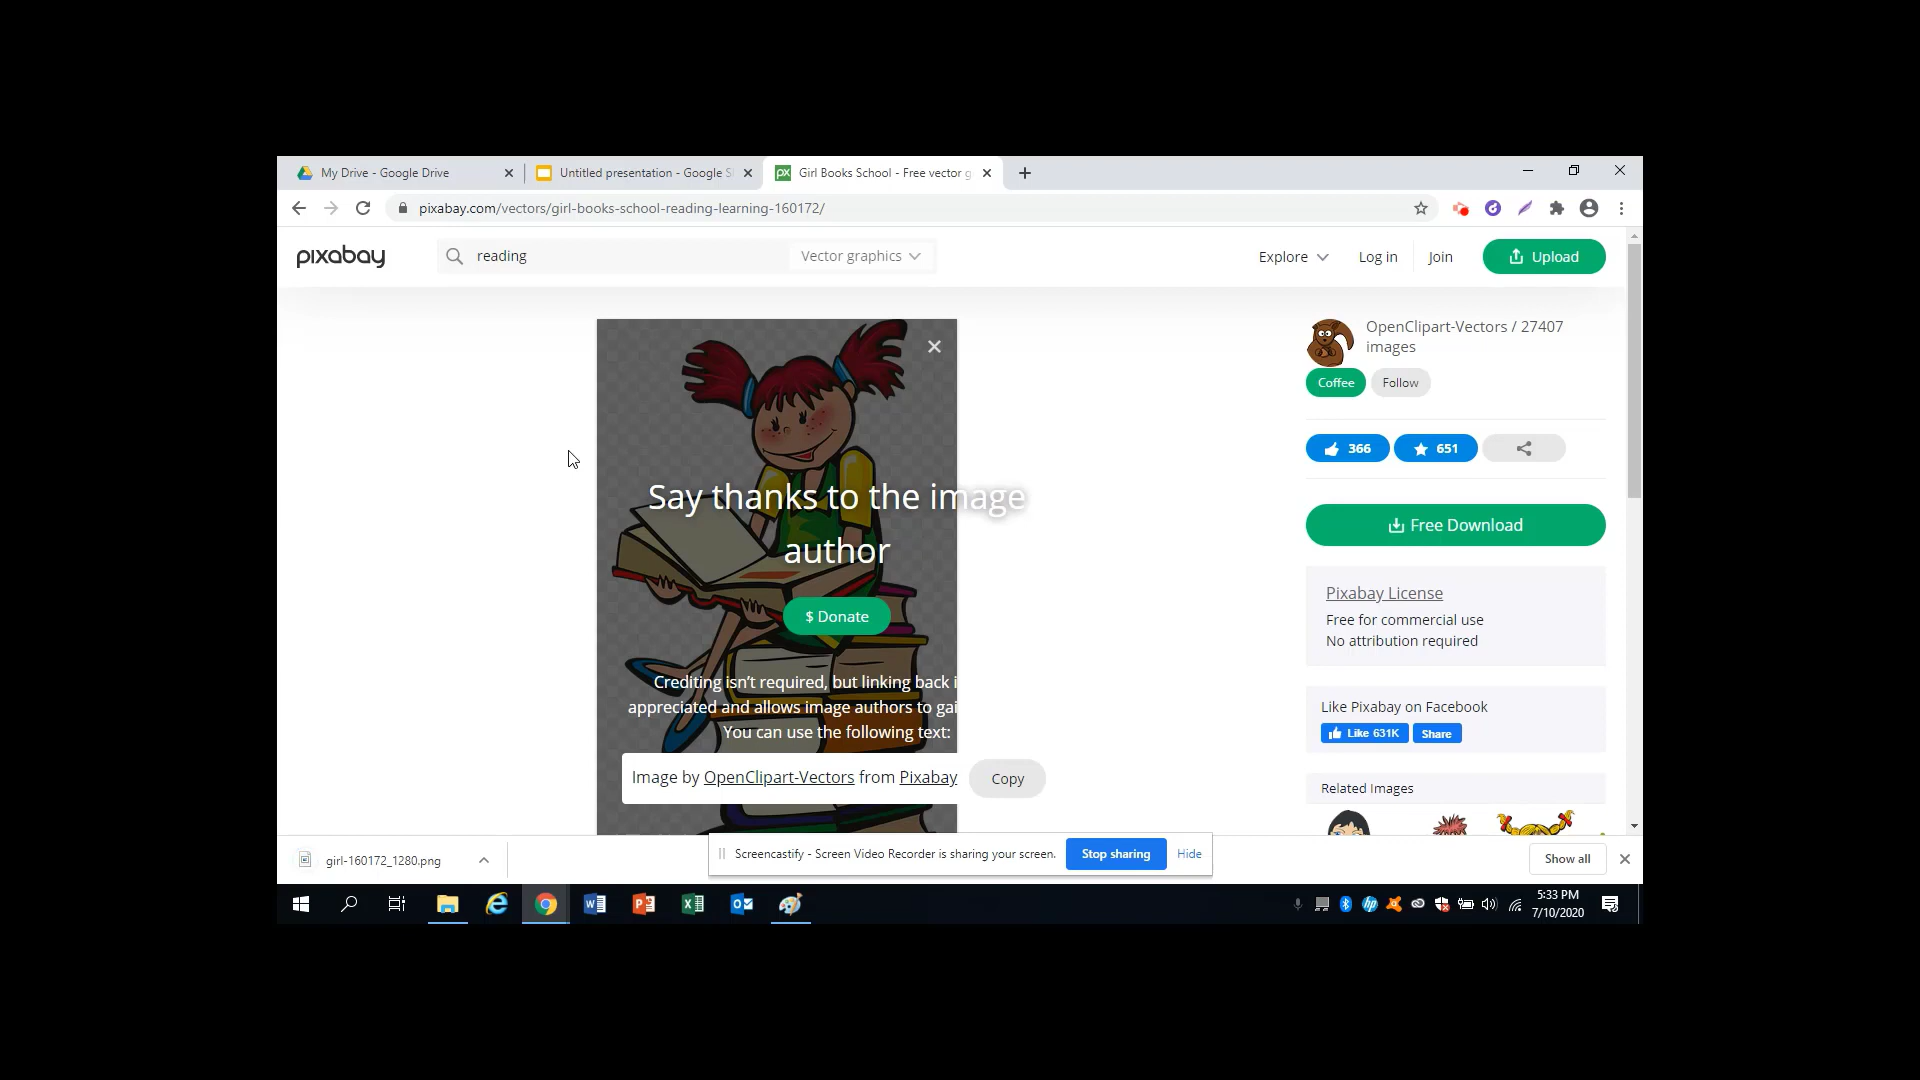 My Drive - Google Drive
Untitled presentation - Google S
Girl Books School - Free vector g
pixabay.com/vectors/girl-books-school-reading-learning-160172/
pixabay
reading
Vector graphics
Explore
Log in
Join
Upload
OpenClipart-Vectors / 27407
images
Coffee
Follow
366
651
Say thanks to the image
author
$ Donate
Crediting isn't required, but linking back i
appreciated and allows image authors to gai
You can use the following text:
Image by OpenClipart-Vectors from Pixabay
Copy
Free Download
Pixabay License
Free for commercial use
No attribution required
Like Pixabay on Facebook
Like 631K
Share
Related Images
girl-160172_1280.png
Screencastify - Screen Video Recorder is sharing your screen.
Stop sharing
Hide
Show all
5:33 PM
7/10/2020